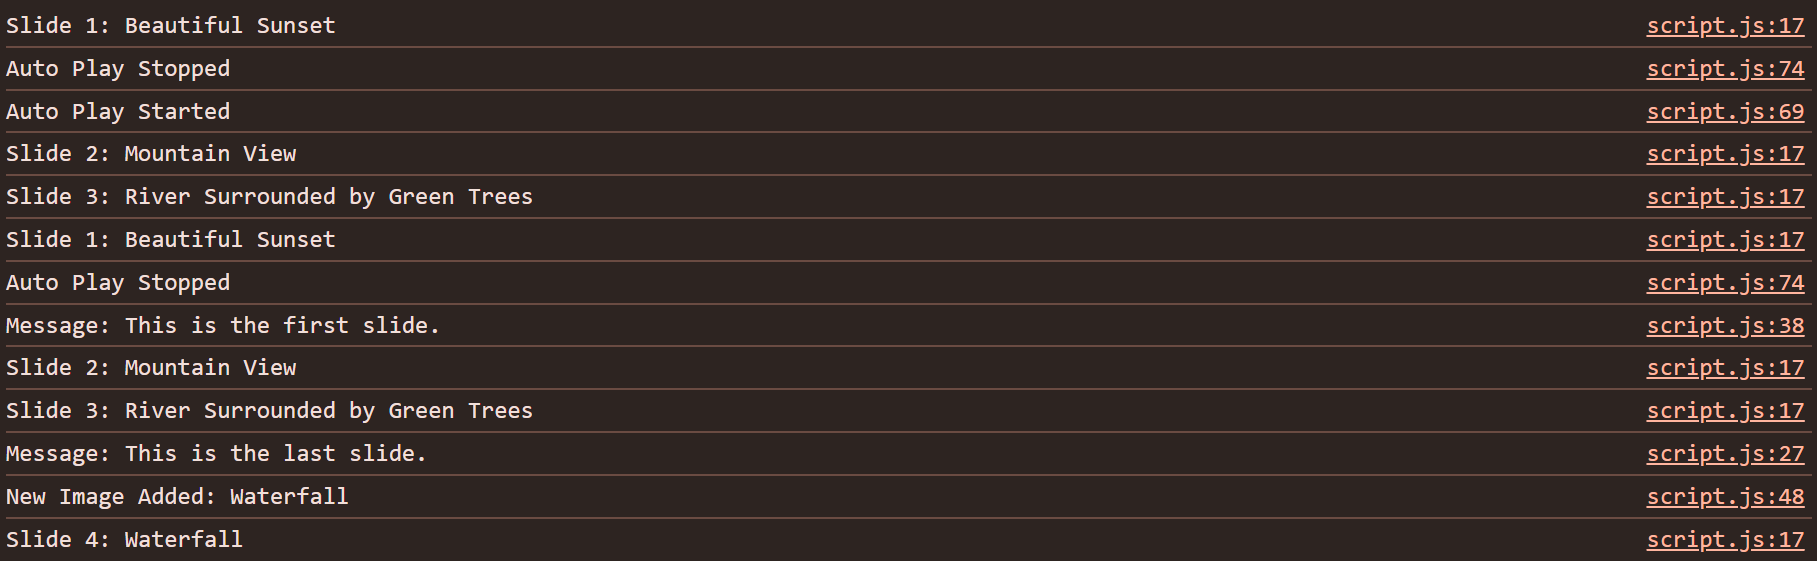 Slide 1: Beautiful Sunset script.js:17
Auto Play Stopped script.js:74
Auto Play Started script.js:69
Slide 2: Mountain View script.js:17
Slide 3: River Surrounded by Green Trees script.js:17
Slide 1: Beautiful Sunset script.js:17
Auto Play Stopped script.js:74
Message: This is the first slide. script.js:38
Slide 2: Mountain View script.js:17
Slide 3: River Surrounded by Green Trees script.js:17
Message: This is the last slide. script.js:27
New Image Added: Waterfall script.js:48
Slide 4: Waterfall script.js:17